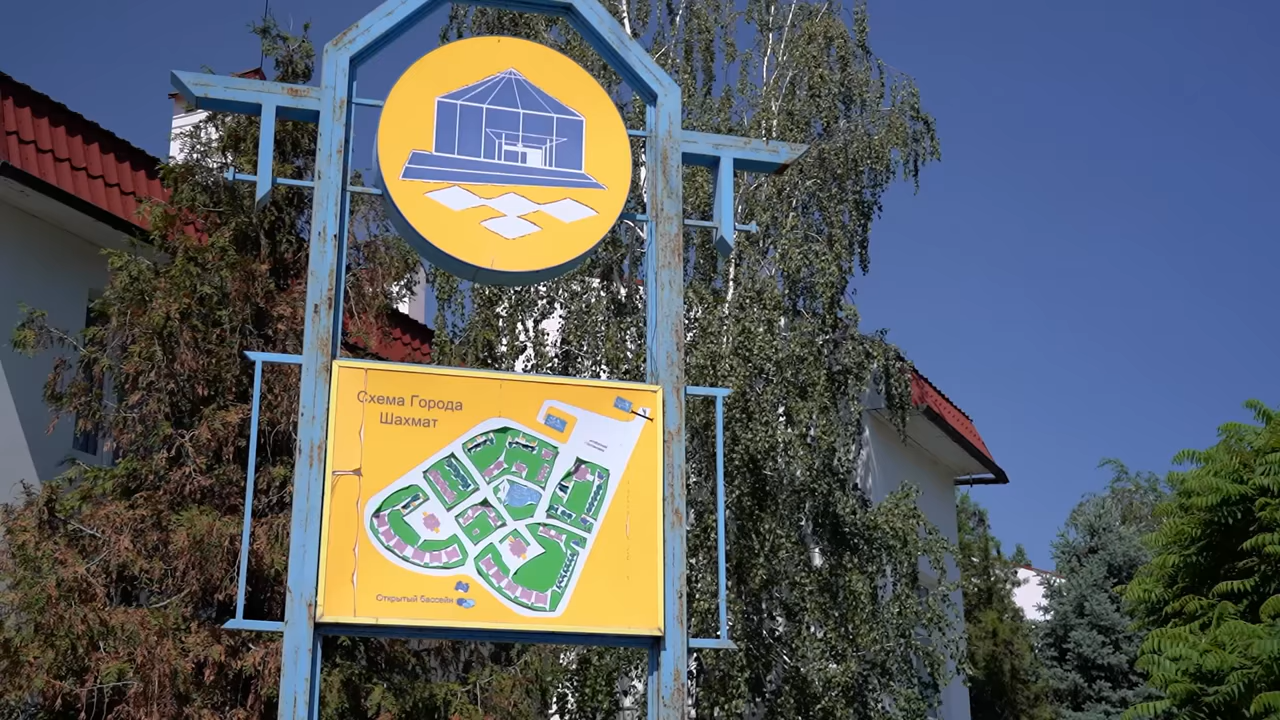 Схема Города
Шахмат
Открытый бассейн